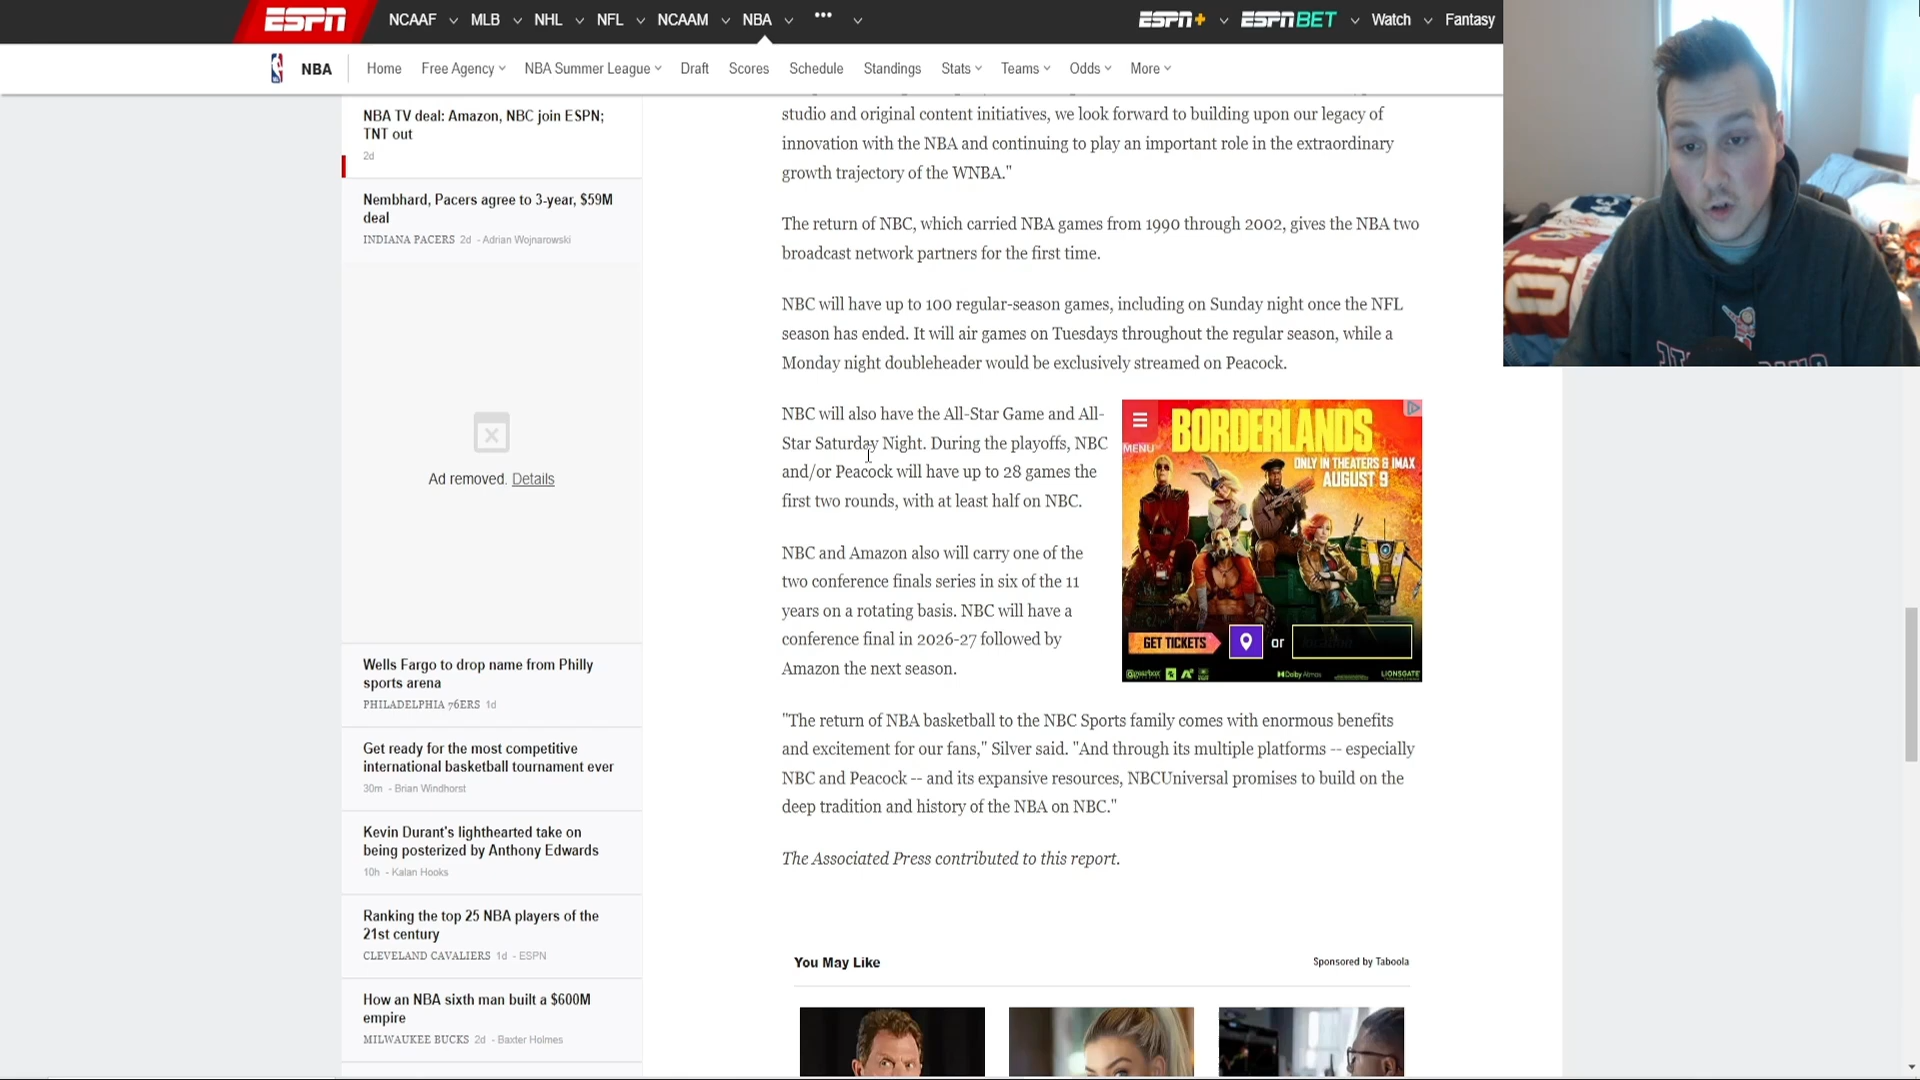 ESPN NCAAF MLB NHL NFL NCAAM NBA ••• ESPN+ ESPN BET Watch Fantasy
NBA Home Free Agency NBA Summer League Draft Scores Schedule Standings Stats Teams Odds More
NBA TV deal: Amazon, NBC join ESPN;
TNT out
2d
Nembhard, Pacers agree to 3-year, $59M
deal
INDIANA PACERS 2d - Adrian Wojnarowski
Ad removed. Details
Wells Fargo to drop name from Philly
sports arena
PHILADELPHIA 76ERS 1d
Get ready for the most competitive
international basketball tournament ever
30m - Brian Windhorst
Kevin Durant's lighthearted take on
being posterized by Anthony Edwards
10h - Kalan Hooks
Ranking the top 25 NBA players of the
21st century
CLEVELAND CAVALIERS 1d - ESPN
How an NBA sixth man built a $600M
empire
MILWAUKEE BUCKS 2d - Baxter Holmes
studio and original content initiatives, we look forward to building upon our legacy of
innovation with the NBA and continuing to play an important role in the extraordinary
growth trajectory of the WNBA."
The return of NBC, which carried NBA games from 1990 through 2002, gives the NBA two
broadcast network partners for the first time.
NBC will have up to 100 regular-season games, including on Sunday night once the NFL
season has ended. It will air games on Tuesdays throughout the regular season, while a
Monday night doubleheader would be exclusively streamed on Peacock.
NBC will also have the All-Star Game and All-
Star Saturday Night. During the playoffs, NBC
and/or Peacock will have up to 28 games the
first two rounds, with at least half on NBC.
NBC and Amazon also will carry one of the
two conference finals series in six of the 11
years on a rotating basis. NBC will have a
conference final in 2026-27 followed by
Amazon the next season.
MENU
BORDERLANDS
ONLY IN THEATERS & IMAX
AUGUST 9
GET TICKETS or
gearbox Dolby Atmos LIONSGATE
"The return of NBA basketball to the NBC Sports family comes with enormous benefits
and excitement for our fans," Silver said. "And through its multiple platforms -- especially
NBC and Peacock -- and its expansive resources, NBCUniversal promises to build on the
deep tradition and history of the NBA on NBC."
The Associated Press contributed to this report.
You May Like
Sponsored by Taboola
10